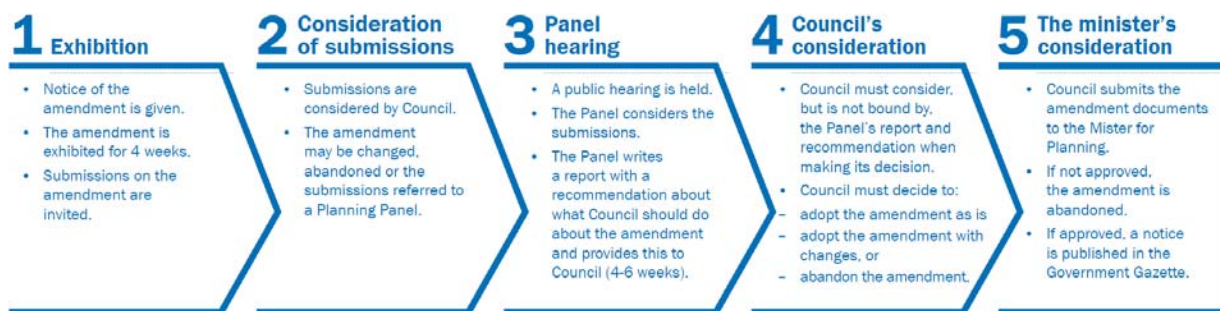 1 Exhibition
• Notice of the
amendment is given.
• The amendment is
exhibited for 4 weeks.
• Submissions on the
amendment are
invited.
2 Consideration
of submissions
• Submissions are
considered by Council.
• The amendment
may be changed,
abandoned or the
submissions referred to
a Planning Panel.
3 Panel
hearing
• A public hearing is held.
• The Panel considers the
submissions.
• The Panel writes
a report with a
recommendation about
what Council should do
about the amendment
and provides this to
Council (4-6 weeks).
4 Council's
consideration
• Council must consider,
but is not bound by,
the Panel's report and
recommendation when
making its decision.
• Council must decide to:
– adopt the amendment as is
– adopt the amendment with
changes, or
– abandon the amendment.
5 The minister's
consideration
• Council submits the
amendment documents
to the Mister for
Planning.
• If not approved,
the amendment is
abandoned.
• If approved, a notice
is published in the
Government Gazette.